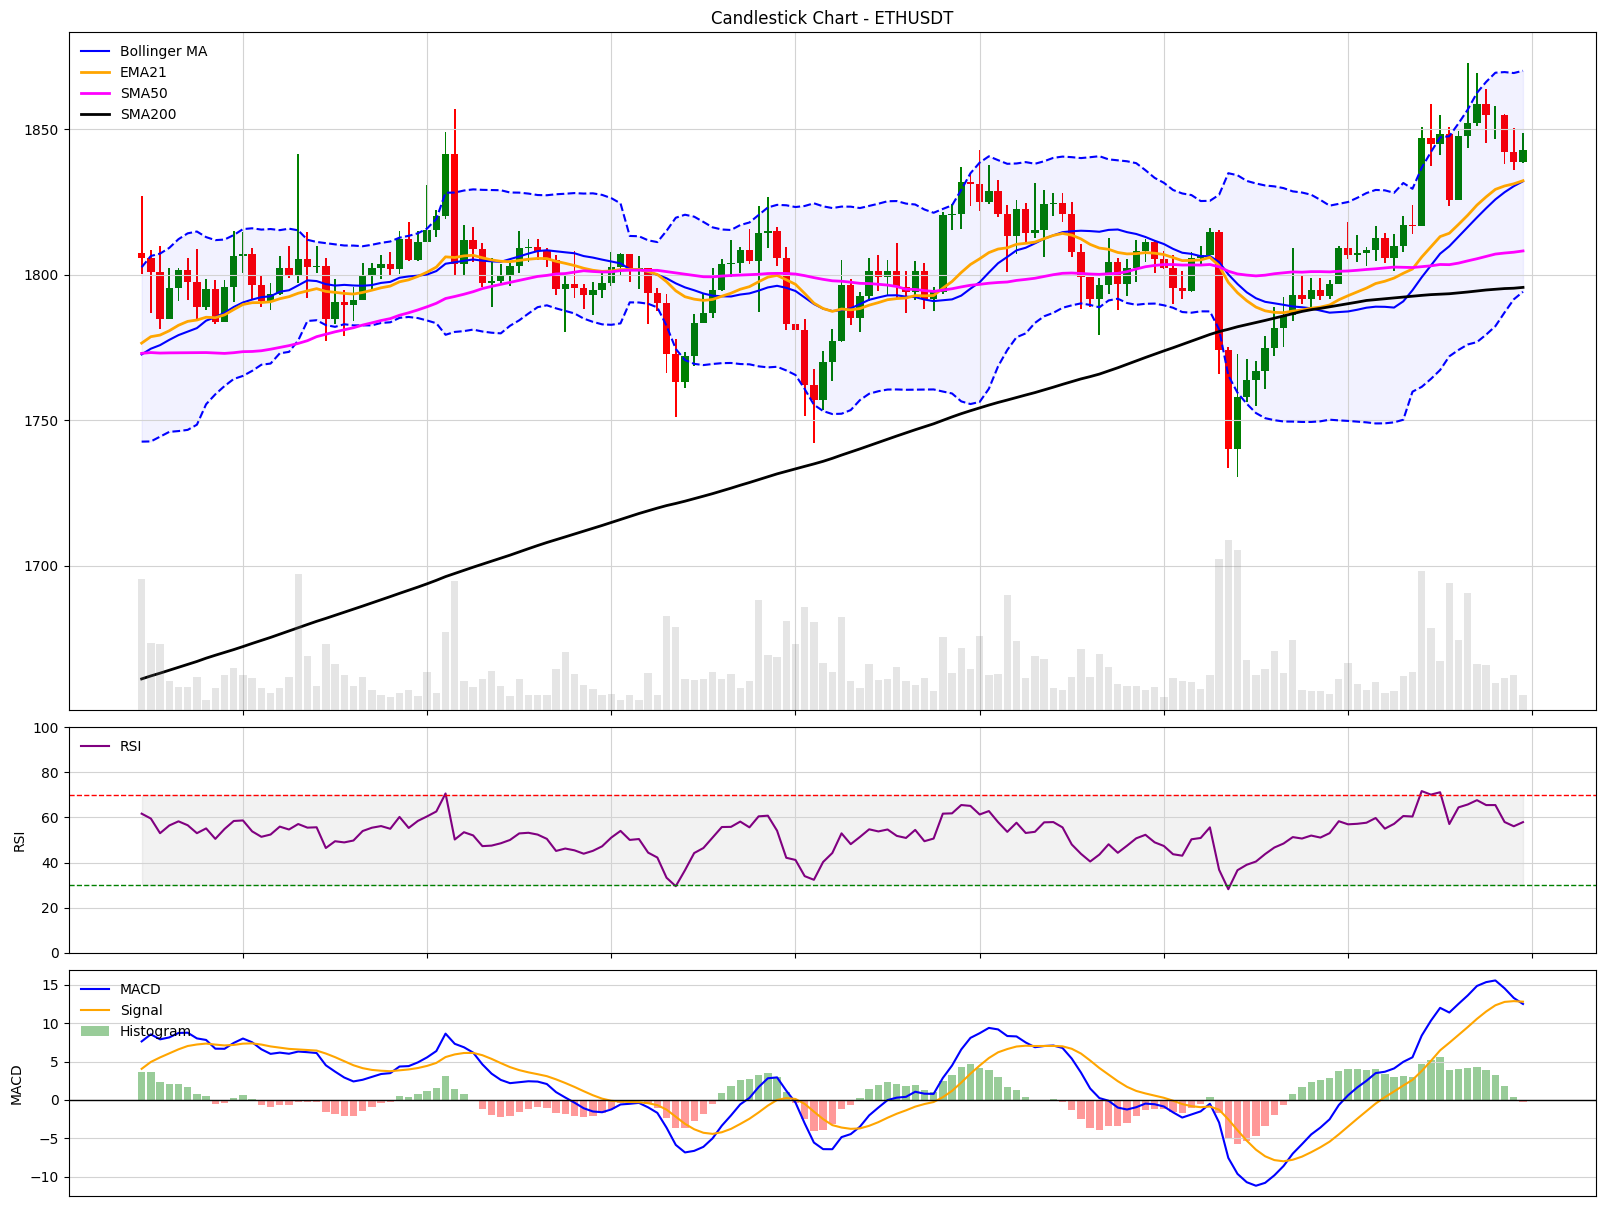 Candlestick Chart - ETHUSDT
Bollinger MA
EMA21
SMA50
SMA200
1850
1800
1750
1700
100
80
60
40
20
0
RSI
RSI
15
10
5
0
−5
−10
MACD
MACD
Signal
Histogram